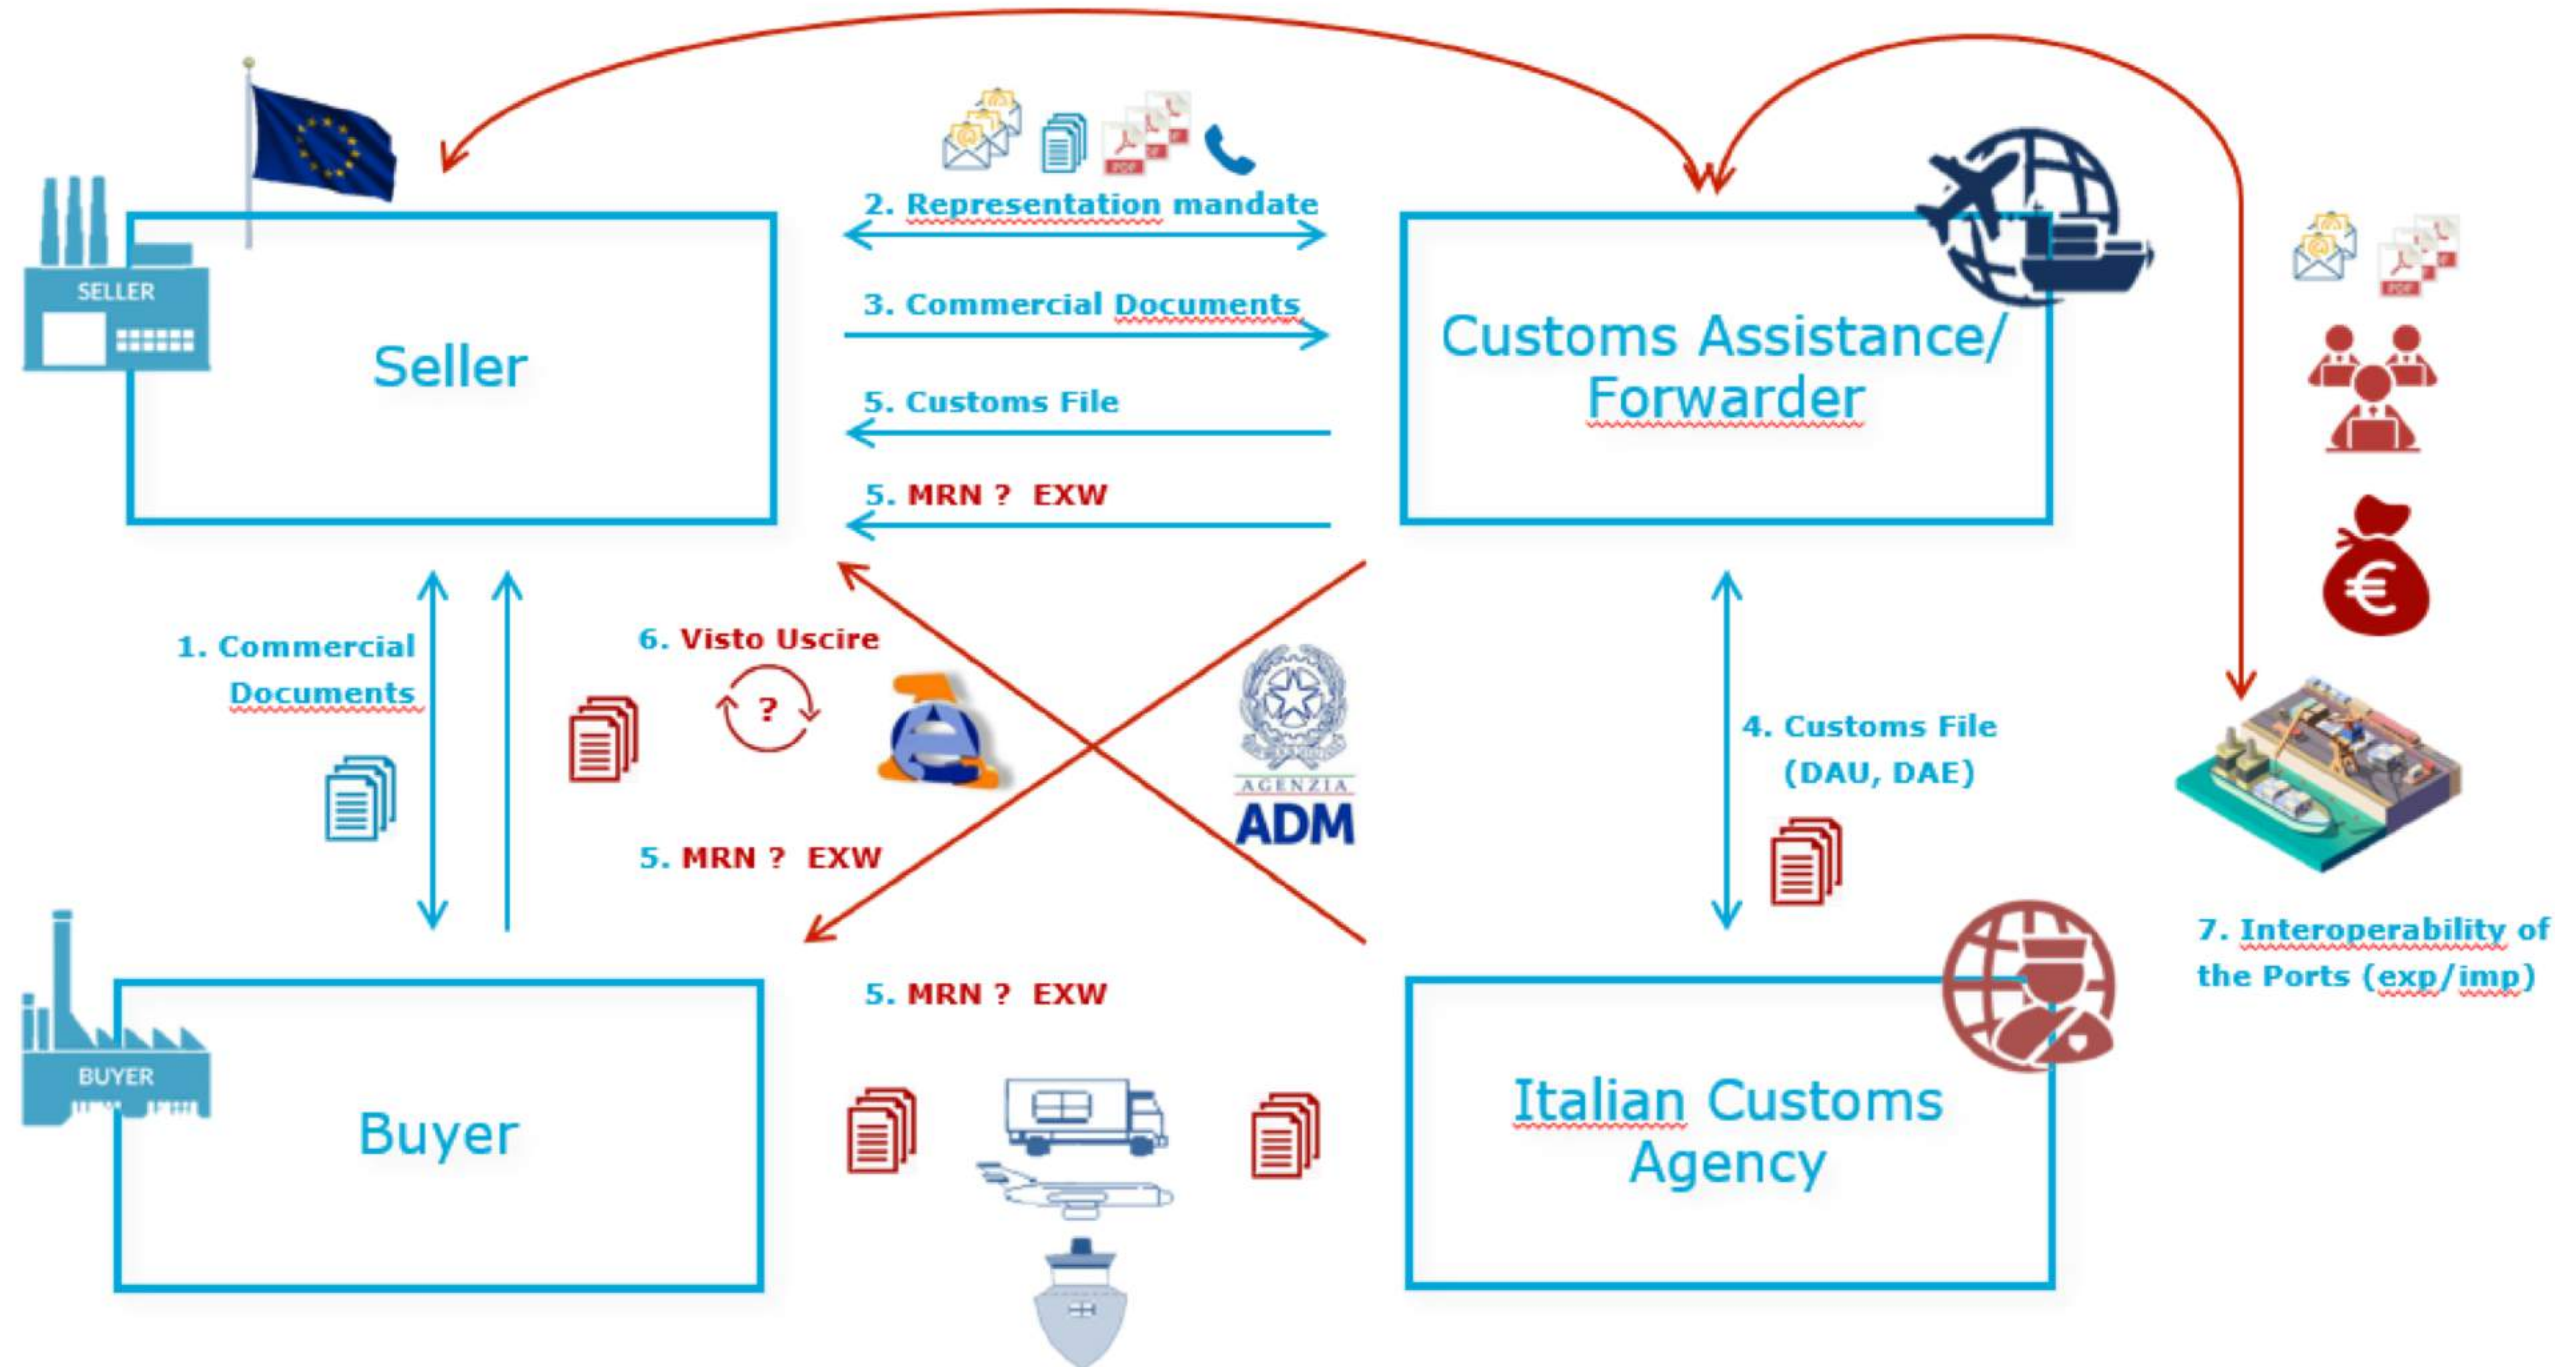 2. Representation mandate
SELLER
3. Commercial Documents
Seller
Customs Assistance/
Forwarder
5. Customs File
5. MRN ? EXW
1. Commercial
Documents
6. Visto Uscire
?
e
€
PDF
PDF
AGENZIA
ADM
4. Customs File
(DAU, DAE)
5. MRN ? EXW
7. Interoperability of
the Ports (exp/imp)
5. MRN ? EXW
BUYER
Buyer
Italian Customs
Agency